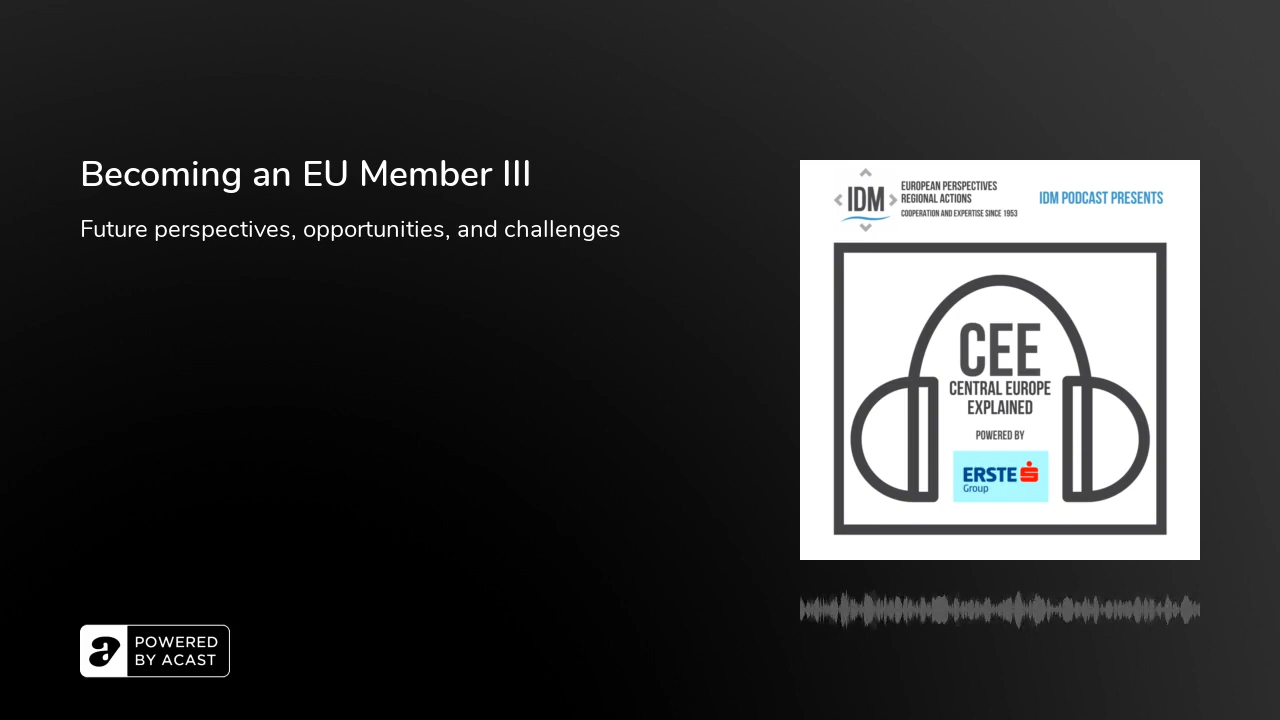 Becoming an EU Member III
Future perspectives, opportunities, and challenges
IDM
EUROPEAN PERSPECTIVES
REGIONAL ACTIONS
COOPERATION AND EXPERTISE SINCE 1953
IDM PODCAST PRESENTS
CEE
CENTRAL EUROPE
EXPLAINED
POWERED BY
ERSTE
Group
a
POWERED
BY ACAST